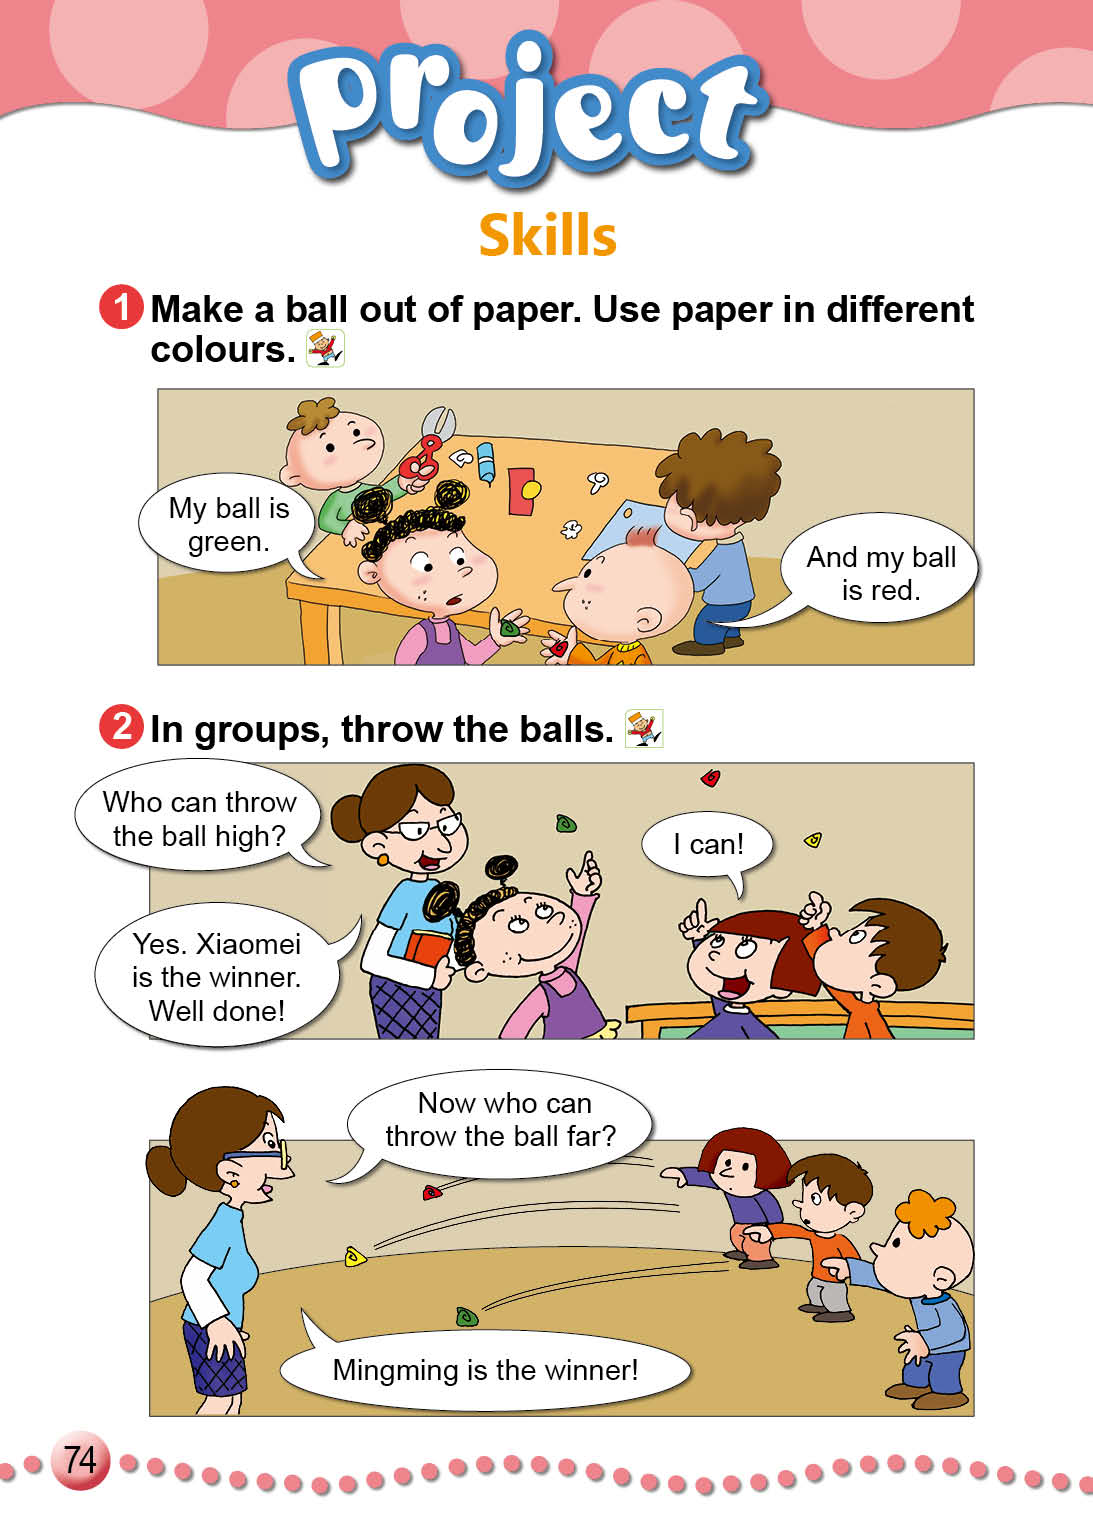 project
Skills
1 Make a ball out of paper. Use paper in different
colours.
My ball is
green.
And my ball
is red.
2 In groups, throw the balls.
Who can throw
the ball high?
I can!
Yes. Xiaomei
is the winner.
Well done!
Now who can
throw the ball far?
Mingming is the winner!
74